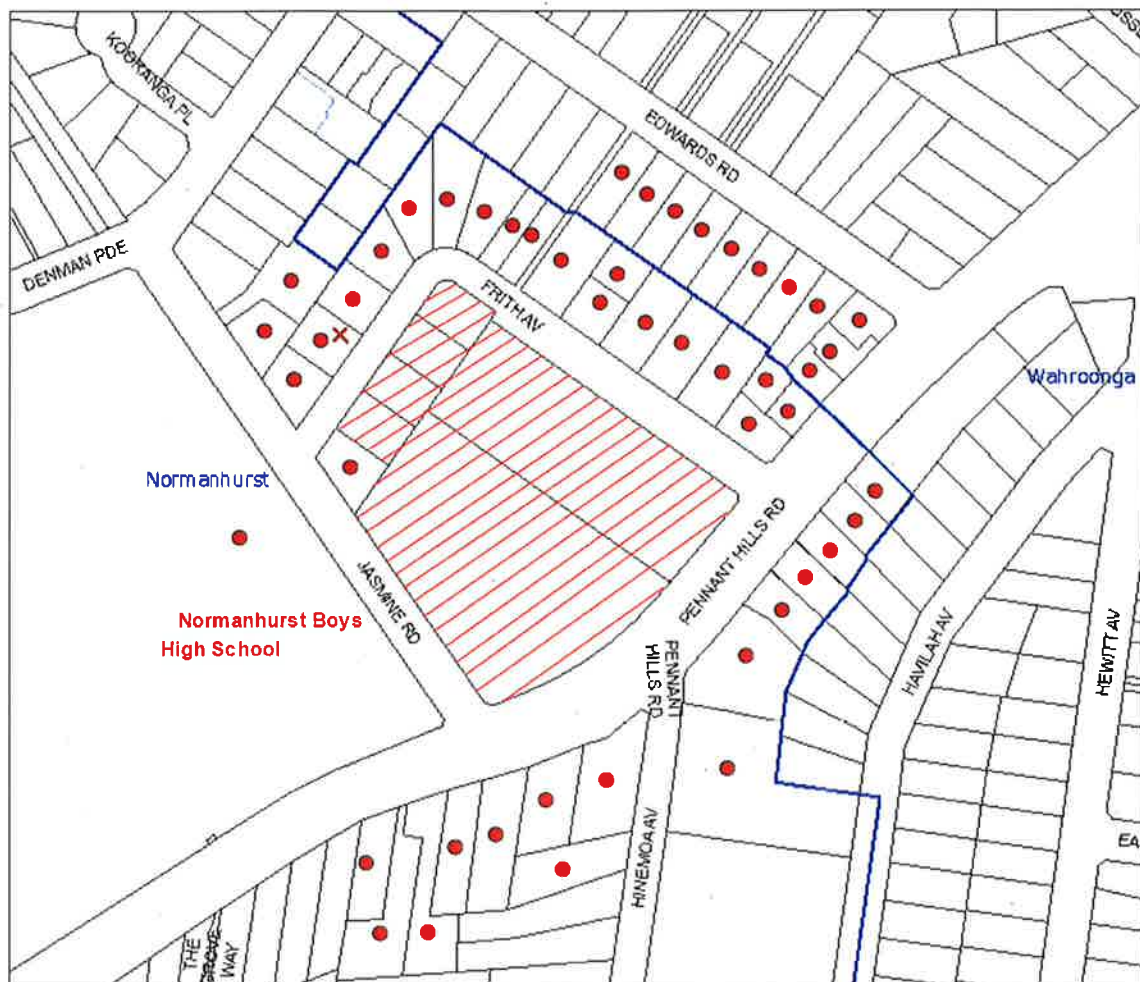 KOORANGA PL
EDWARDS RD
DENMAN PDE
FRITH AV
Wahroonga
Normanhurst
PENNANT HILLS RD
JASMINE RD
Normanhurst Boys
High School
PENNANT
HILLS RD
HAVILAH AV
HEWITT AV
HINEMOA AV
EA
THE
GROVE
WAY